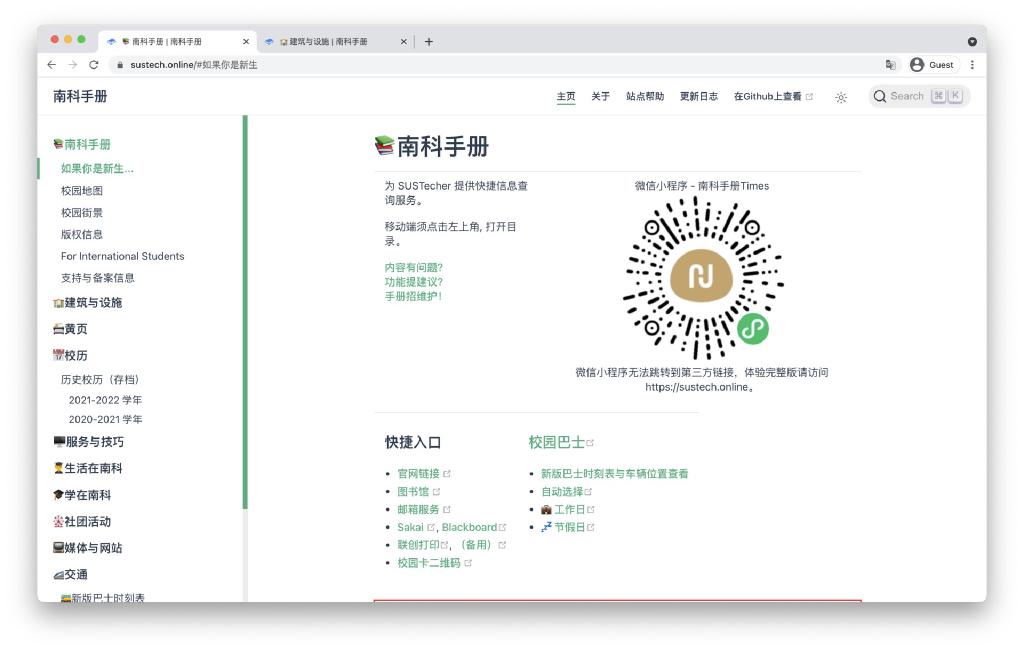 南科手册 | 南科手册
建筑与设施 | 南科手册
sustech.online/#如果你是新生
Guest
南科手册
主页
关于
站点帮助
更新日志
在Github上查看
Search
⌘ K
南科手册
如果你是新生...
校园地图
校园街景
版权信息
For International Students
支持与备案信息
建筑与设施
黄页
校历
历史校历（存档）
2021-2022 学年
2020-2021 学年
服务与技巧
生活在南科
学在南科
社团活动
媒体与网站
交通
新版巴士时刻表
南科手册
为 SUSTecher 提供快捷信息查
询服务。
移动端须点击左上角, 打开目
录。
内容有问题?
功能提建议?
手册招维护!
微信小程序 - 南科手册Times
微信小程序无法跳转到第三方链接，体验完整版请访问
https://sustech.online。
快捷入口
官网链接
图书馆
邮箱服务
Sakai, Blackboard
联创打印，（备用）
校园卡二维码
校园巴士
新版巴士时刻表与车辆位置查看
自动选择
工作日
节假日